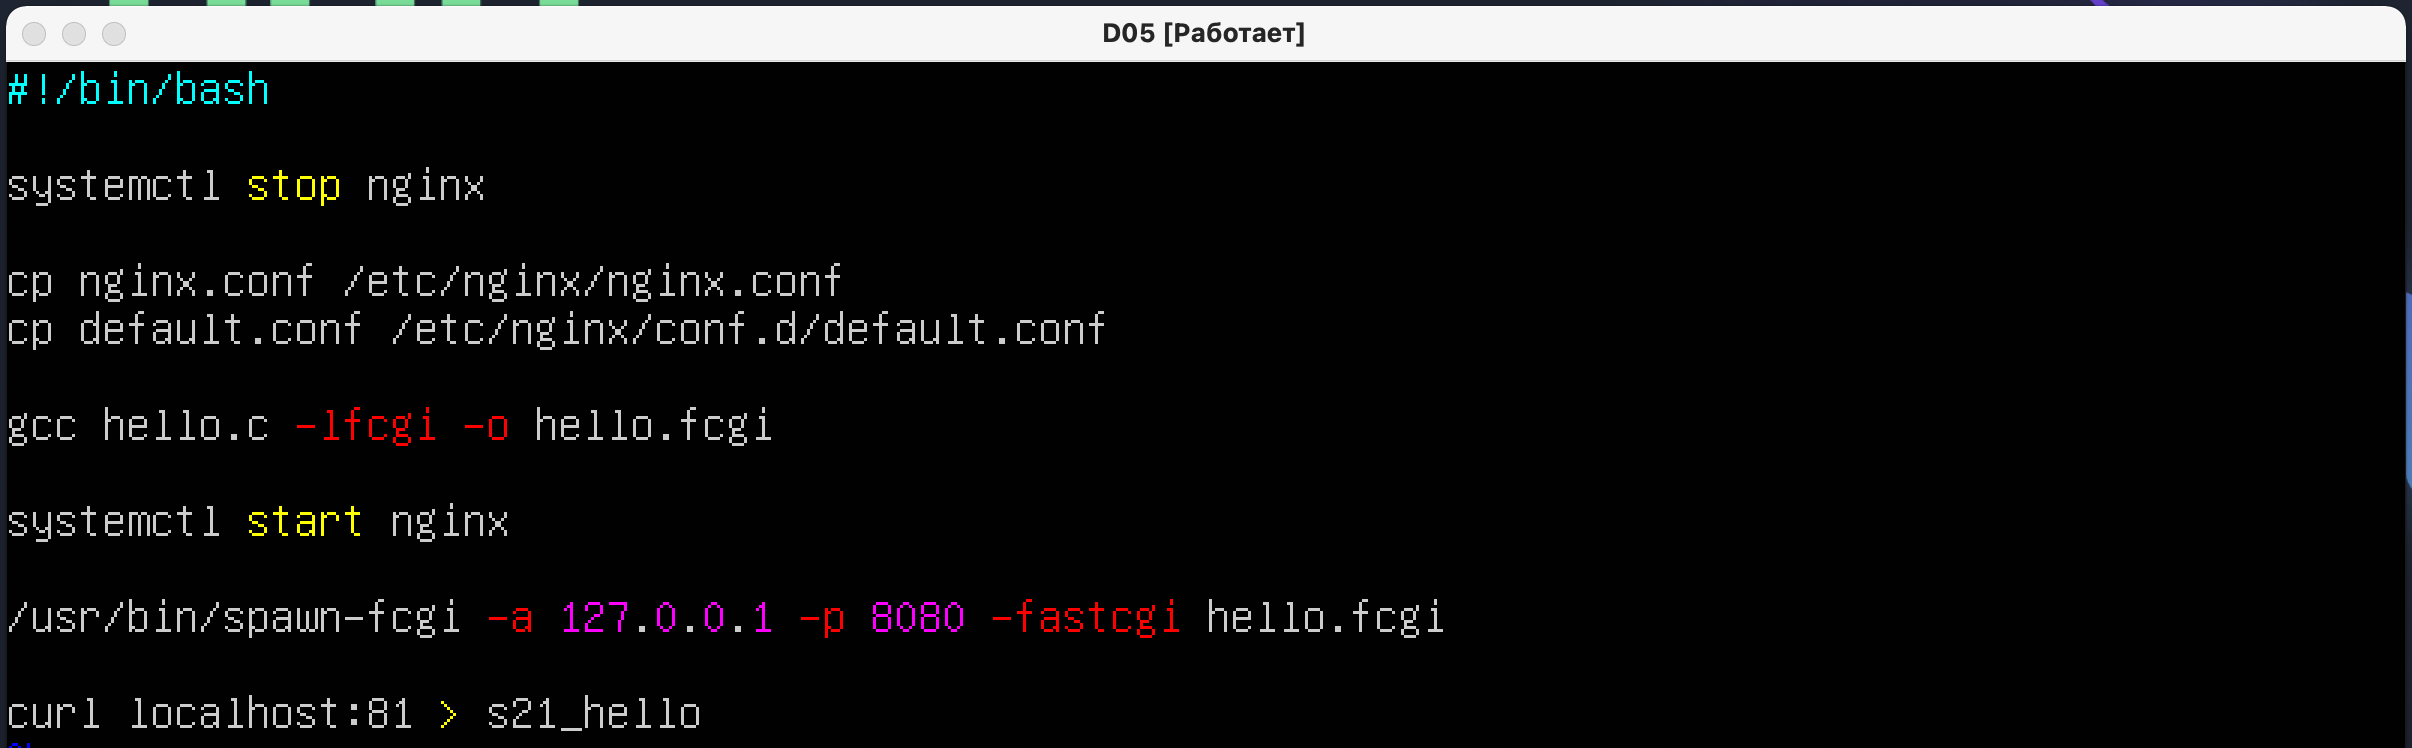 D05 [Работает]
#!/bin/bash
systemctl stop nginx
cp nginx.conf /etc/nginx/nginx.conf
cp default.conf /etc/nginx/conf.d/default.conf
gcc hello.c -lfcgi -o hello.fcgi
systemctl start nginx
/usr/bin/spawn-fcgi -a 127.0.0.1 -p 8080 -fastcgi hello.fcgi
curl localhost:81 > s21_hello